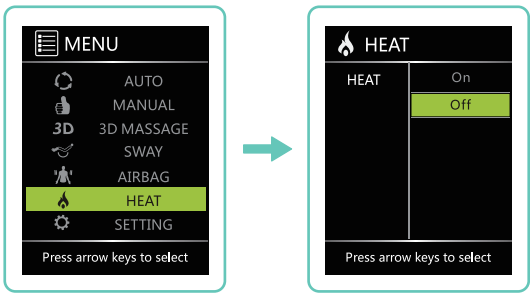 MENU
AUTO
MANUAL
3D 3D MASSAGE
SWAY
AIRBAG
HEAT
SETTING
Press arrow keys to select
HEAT
HEAT On
Off
Press arrow keys to select